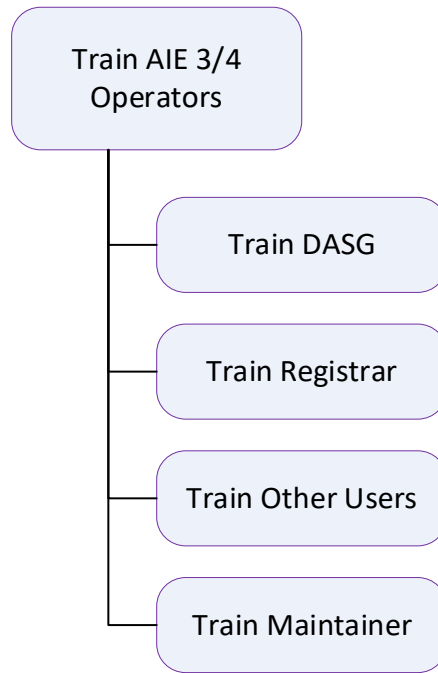 Train AIE 3/4
Operators
Train DASG
Train Registrar
Train Other Users
Train Maintainer